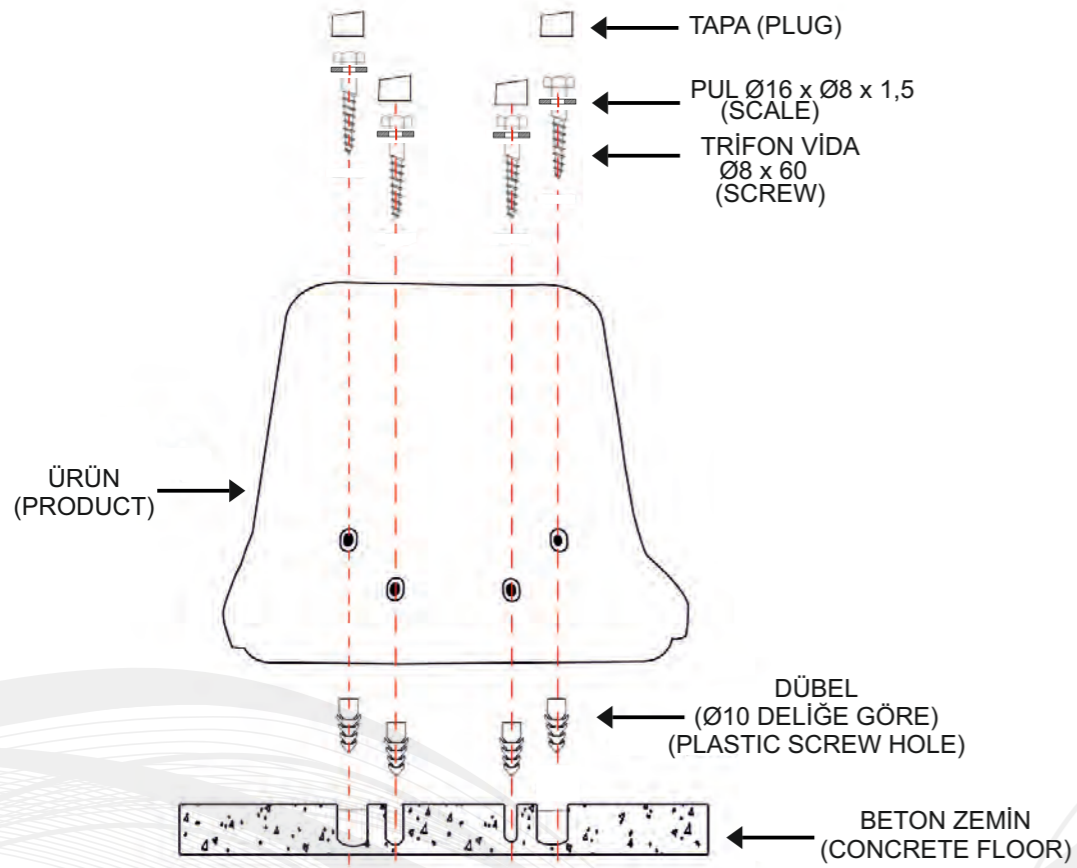 TAPA (PLUG)
PUL Ø16 x Ø8 x 1,5
(SCALE)
TRİFON VİDA
Ø8 x 60
(SCREW)
ÜRÜN
(PRODUCT)
DÜBEL
(Ø10 DELİĞE GÖRE)
(PLASTIC SCREW HOLE)
BETON ZEMİN
(CONCRETE FLOOR)